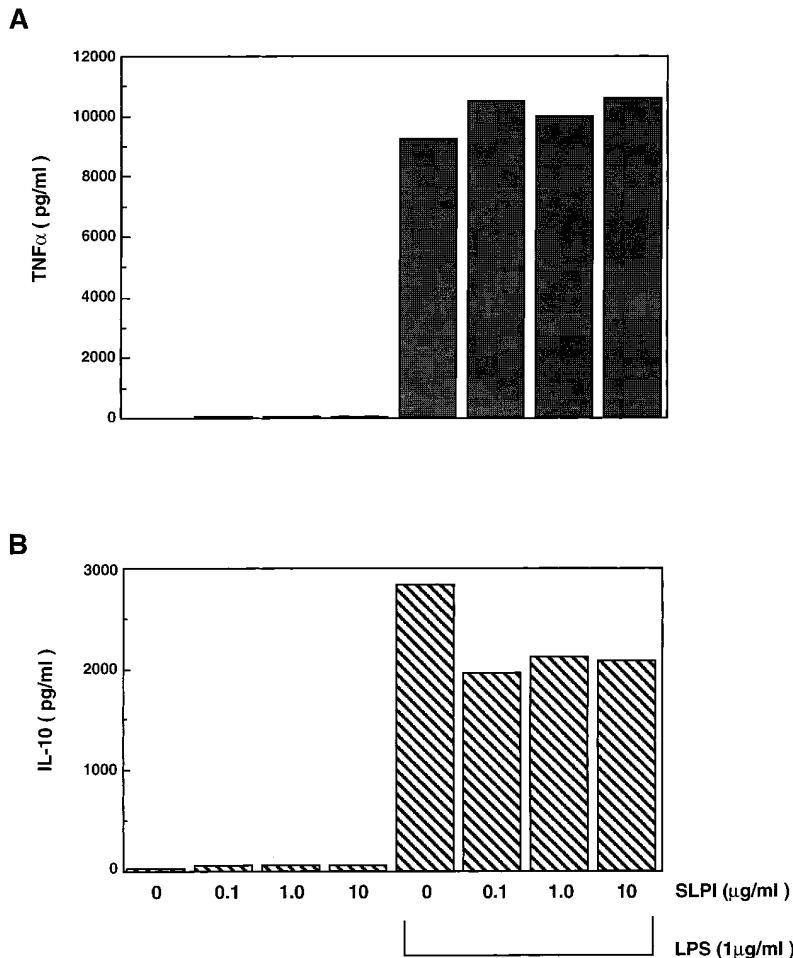 A
12000
10000
8000
6000
4000
2000
0
TNFα ( pg/ml )
B
3000
2000
1000
0
IL-10 ( pg/ml )
0 0.1 1.0 10 0 0.1 1.0 10 SLPI (µg/ml )
LPS (1µg/ml )